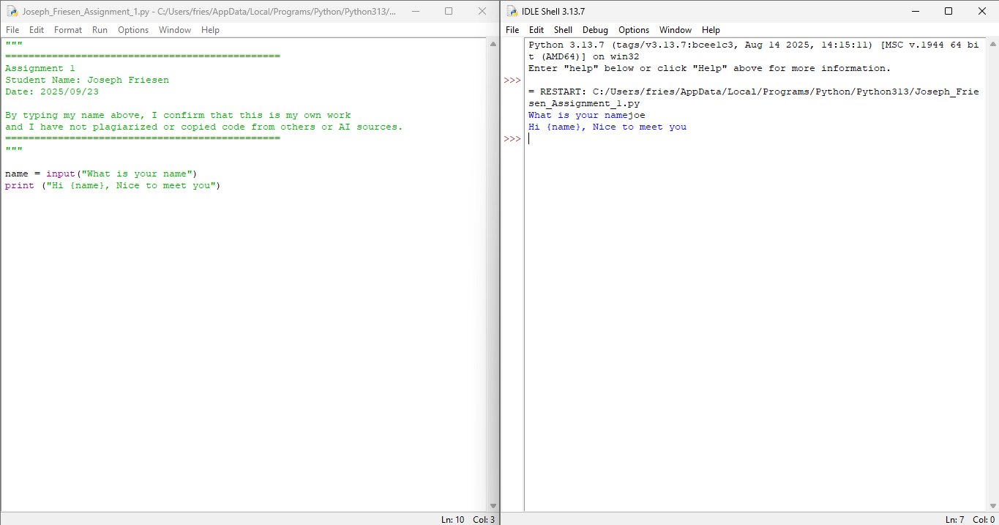 Joseph_Friesen_Assignment_1.py - C:/Users/fries/AppData/Local/Programs/Python/Python313/...
File Edit Format Run Options Window Help
"""
===============================================
Assignment 1
Student Name: Joseph Friesen
Date: 2025/09/23
By typing my name above, I confirm that this is my own work
and I have not plagiarized or copied code from others or AI sources.
===============================================
"""
name = input("What is your name")
print ("Hi {name}, Nice to meet you")
Ln: 10 Col: 3
IDLE Shell 3.13.7
File Edit Shell Debug Options Window Help
Python 3.13.7 (tags/v3.13.7:bcee1c3, Aug 14 2025, 14:15:11) [MSC v.1944 64 bi
t (AMD64)] on win32
Enter "help" below or click "Help" above for more information.
>>>
= RESTART: C:/Users/fries/AppData/Local/Programs/Python/Python313/Joseph_Frie
sen_Assignment_1.py
What is your namejoe
Hi {name}, Nice to meet you
>>>
Ln: 7 Col: 0